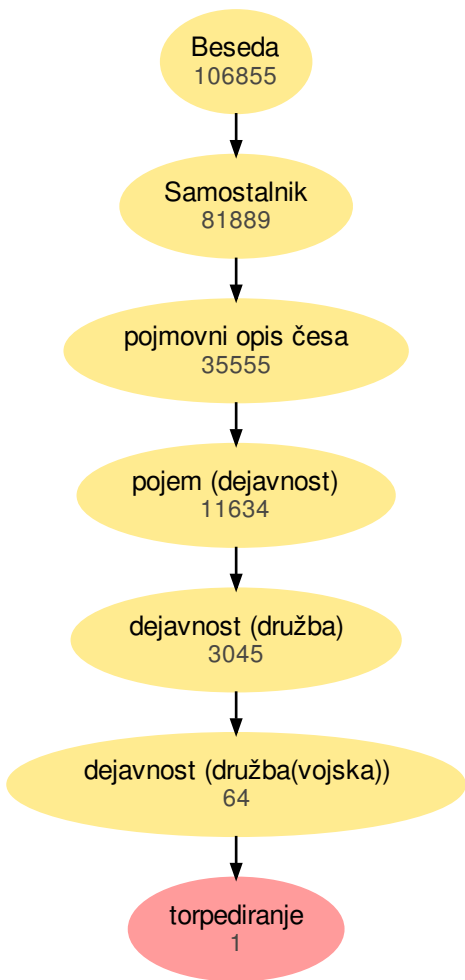 Beseda
106855
Samostalnik
81889
pojmovni opis česa
35555
pojem (dejavnost)
11634
dejavnost (družba)
3045
dejavnost (družba(vojska))
64
torpediranje
1